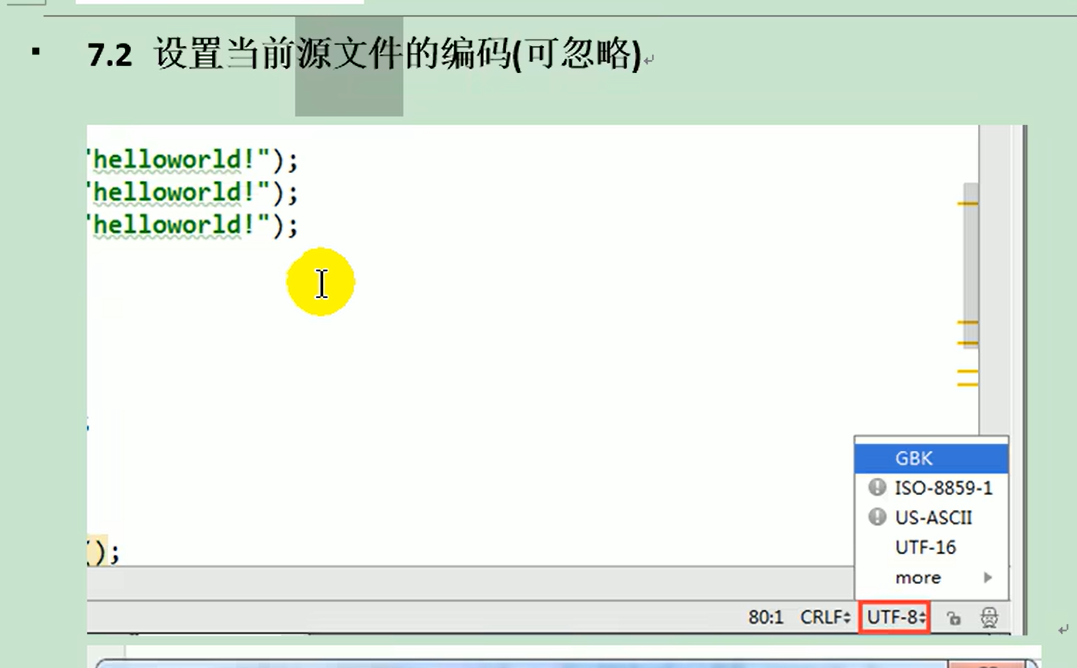 7.2 设置当前源文件的编码(可忽略)
"helloworld!");
"helloworld!");
"helloworld!");
();
GBK
ISO-8859-1
US-ASCII
UTF-16
more
80:1 CRLF UTF-8